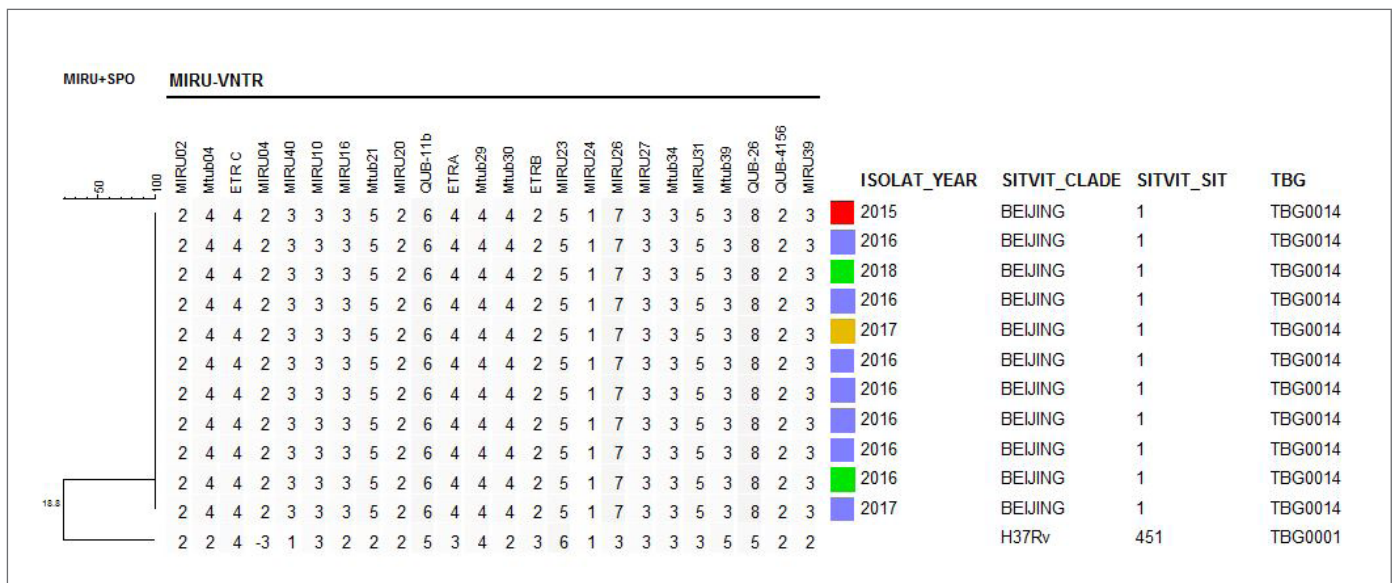 MIRU+SPO MIRU-VNTR
-50 -100 MIRU02 Mtub04 ETR C MIRU04 MIRU40 MIRU10 MIRU16 Mtub21 MIRU20 QUB-11b ETRA Mtub29 Mtub30 ETRB MIRU23 MIRU24 MIRU26 MIRU27 Mtub34 MIRU31 Mtub39 QUB-26 QUB-4156 MIRU39 ISOLAT_YEAR SITVIT_CLADE SITVIT_SIT TBG
2 4 4 2 3 3 3 5 2 6 4 4 4 2 5 1 7 3 3 5 3 8 2 3 2015 BEIJING 1 TBG0014
2 4 4 2 3 3 3 5 2 6 4 4 4 2 5 1 7 3 3 5 3 8 2 3 2016 BEIJING 1 TBG0014
2 4 4 2 3 3 3 5 2 6 4 4 4 2 5 1 7 3 3 5 3 8 2 3 2018 BEIJING 1 TBG0014
2 4 4 2 3 3 3 5 2 6 4 4 4 2 5 1 7 3 3 5 3 8 2 3 2016 BEIJING 1 TBG0014
2 4 4 2 3 3 3 5 2 6 4 4 4 2 5 1 7 3 3 5 3 8 2 3 2017 BEIJING 1 TBG0014
2 4 4 2 3 3 3 5 2 6 4 4 4 2 5 1 7 3 3 5 3 8 2 3 2016 BEIJING 1 TBG0014
2 4 4 2 3 3 3 5 2 6 4 4 4 2 5 1 7 3 3 5 3 8 2 3 2016 BEIJING 1 TBG0014
2 4 4 2 3 3 3 5 2 6 4 4 4 2 5 1 7 3 3 5 3 8 2 3 2016 BEIJING 1 TBG0014
2 4 4 2 3 3 3 5 2 6 4 4 4 2 5 1 7 3 3 5 3 8 2 3 2016 BEIJING 1 TBG0014
2 4 4 2 3 3 3 5 2 6 4 4 4 2 5 1 7 3 3 5 3 8 2 3 2016 BEIJING 1 TBG0014
18.8 2 4 4 2 3 3 3 5 2 6 4 4 4 2 5 1 7 3 3 5 3 8 2 3 2017 BEIJING 1 TBG0014
2 2 4 -3 1 3 2 2 2 5 3 4 2 3 6 1 3 3 3 3 5 5 2 2 H37Rv 451 TBG0001